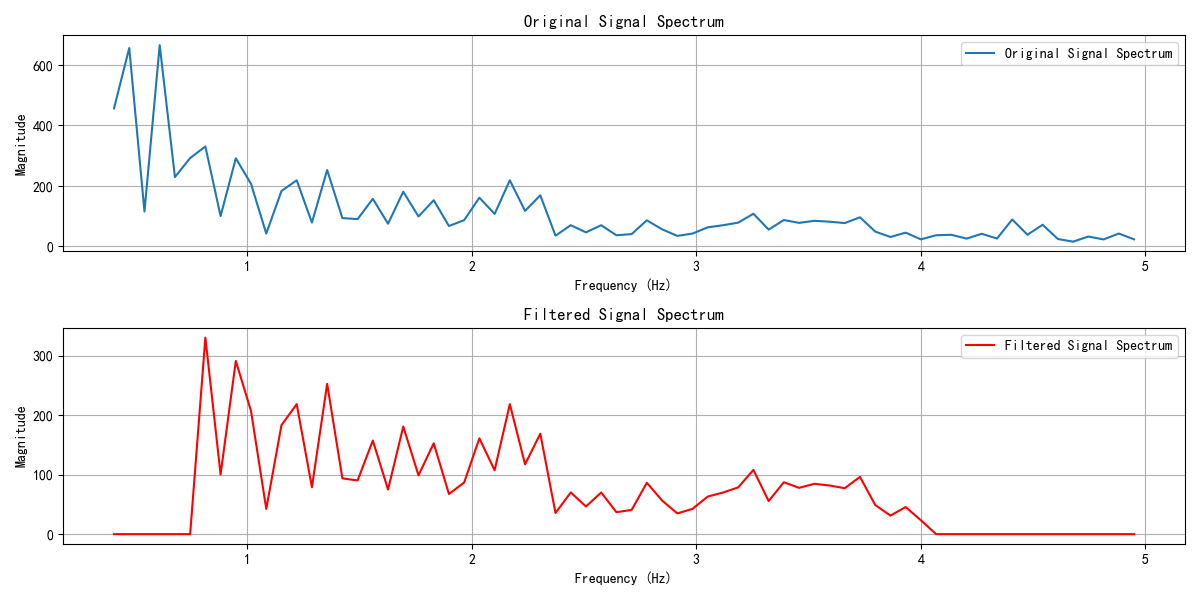 Original Signal Spectrum
Original Signal Spectrum
Magnitude
600
400
200
0
1 2 3 4 5
Frequency (Hz)
Filtered Signal Spectrum
Filtered Signal Spectrum
Magnitude
300
200
100
0
1 2 3 4 5
Frequency (Hz)